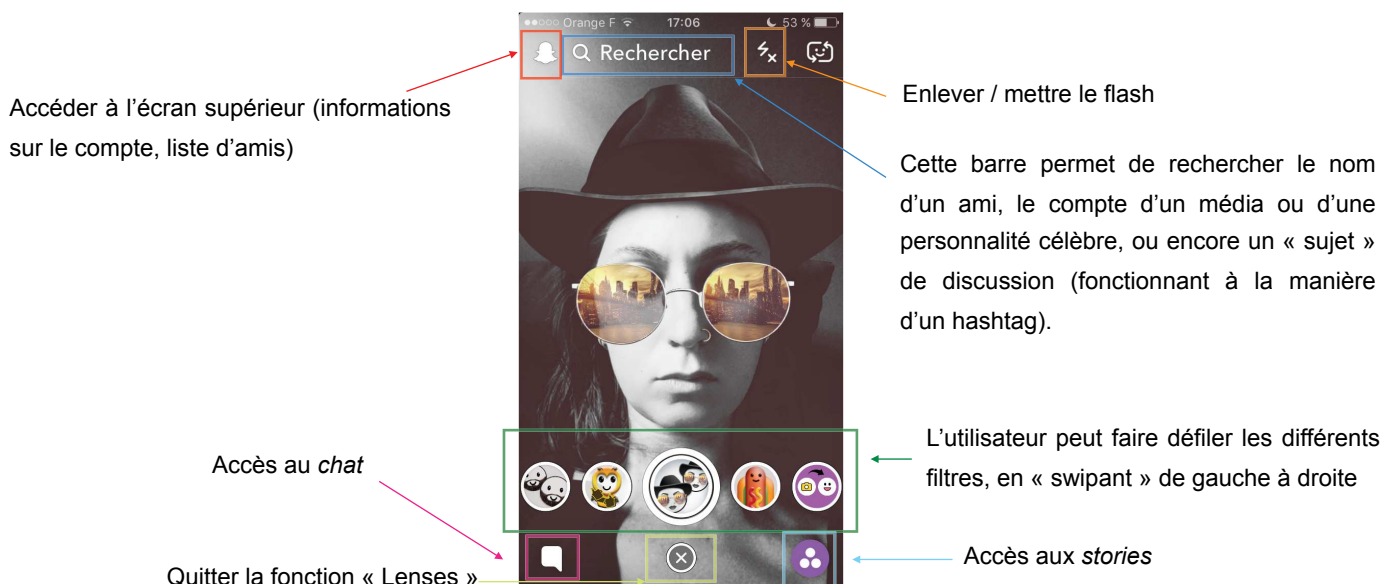 Orange F 17:06 53 %
Rechercher
Accéder à l'écran supérieur (informations
sur le compte, liste d'amis)
Enlever / mettre le flash
Cette barre permet de rechercher le nom
d'un ami, le compte d'un média ou d'une
personnalité célèbre, ou encore un « sujet »
de discussion (fonctionnant à la manière
d'un hashtag).
L'utilisateur peut faire défiler les différents
filtres, en « swipant » de gauche à droite
Accès au chat
Accès aux stories
Quitter la fonction « Lenses »